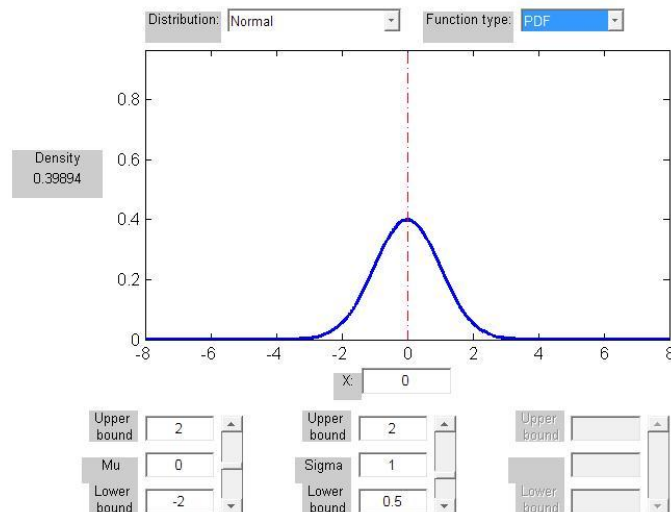 Distribution: Normal Function type: PDF
0.8
0.6
Density
0.39894
0.4
0.2
0
-8 -6 -4 -2 0 2 4 6 8
X: 0
Upper bound 2 Upper bound 2 Upper bound
Mu 0 Sigma 1
Lower bound -2 Lower bound 0.5 Lower bound